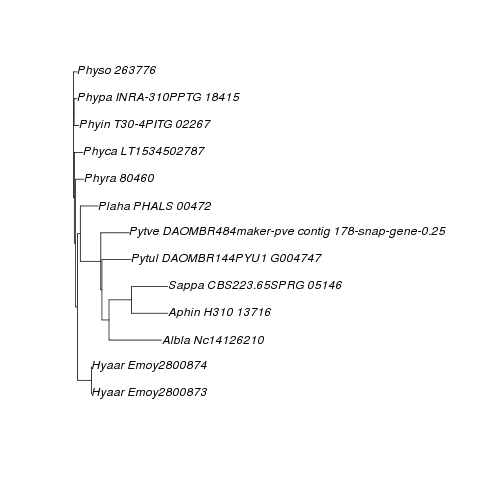 Physo 263776
Phypa INRA-310PPTG 18415
Phyin T30-4PITG 02267
Phyca LT1534502787
Phyra 80460
Plaha PHALS 00472
Pytve DAOMBR484maker-pve contig 178-snap-gene-0.25
Pytul DAOMBR144PYU1 G004747
Sappa CBS223.65SPRG 05146
Aphin H310 13716
Albla Nc14126210
Hyaar Emoy2800874
Hyaar Emoy2800873